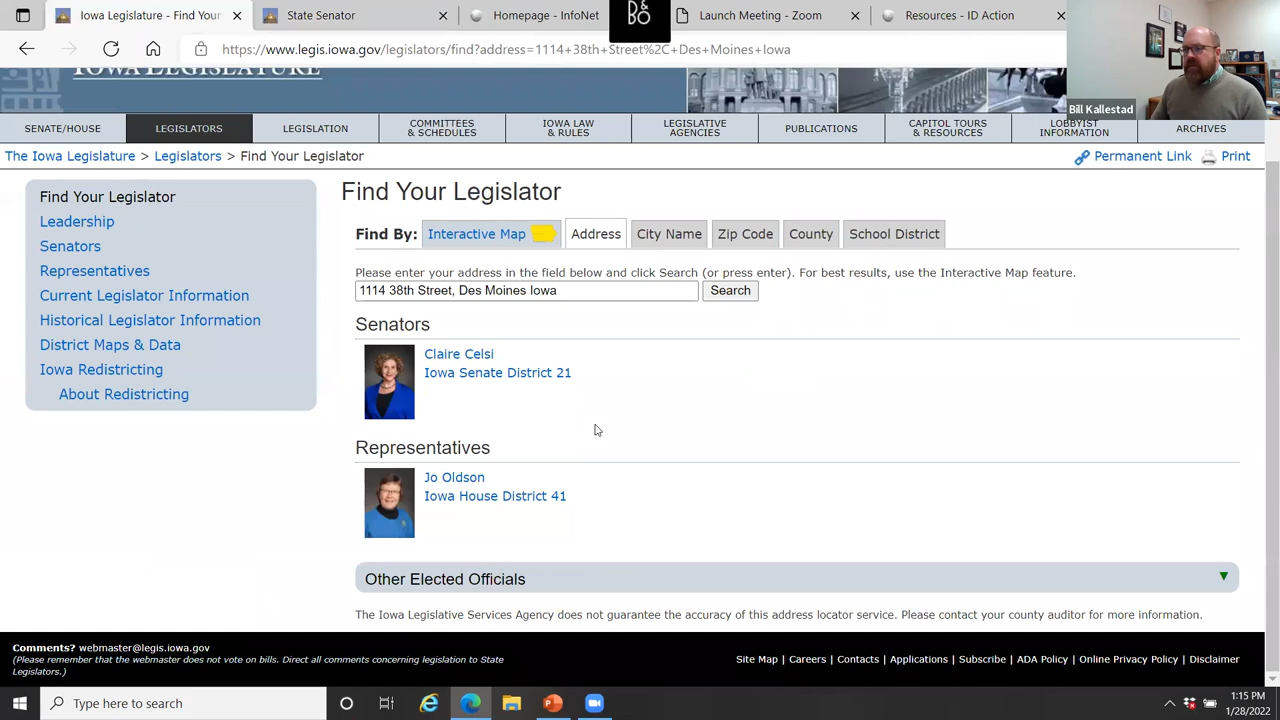 Iowa Legislature - Find Your
State Senator
Homepage - InfoNet
Launch Meeting - Zoom
Resources - ID Action
B&BO
https://www.legis.iowa.gov/legislators/find?address=1114+38th+Street%2C+Des+Moines+Iowa
Bill Kallestad
IOWA LEGISLATURE
SENATE/HOUSE
LEGISLATORS
LEGISLATION
COMMITTEES
& SCHEDULES
IOWA LAW
& RULES
LEGISLATIVE
AGENCIES
PUBLICATIONS
CAPITOL TOURS
& RESOURCES
LOBBYIST
INFORMATION
ARCHIVES
The Iowa Legislature > Legislators > Find Your Legislator
Permanent Link
Print
Find Your Legislator
Leadership
Senators
Representatives
Current Legislator Information
Historical Legislator Information
District Maps & Data
Iowa Redistricting
About Redistricting
Find Your Legislator
Find By: Interactive Map Address City Name Zip Code County School District
Please enter your address in the field below and click Search (or press enter). For best results, use the Interactive Map feature.
1114 38th Street, Des Moines Iowa Search
Senators
Claire Celsi
Iowa Senate District 21
Representatives
Jo Oldson
Iowa House District 41
Other Elected Officials
The Iowa Legislative Services Agency does not guarantee the accuracy of this address locator service. Please contact your county auditor for more information.
Comments? webmaster@legis.iowa.gov
(Please remember that the webmaster does not vote on bills. Direct all comments concerning legislation to State
Legislators.)
Site Map | Careers | Contacts | Applications | Subscribe | ADA Policy | Online Privacy Policy | Disclaimer
Type here to search
1:15 PM
1/28/2022